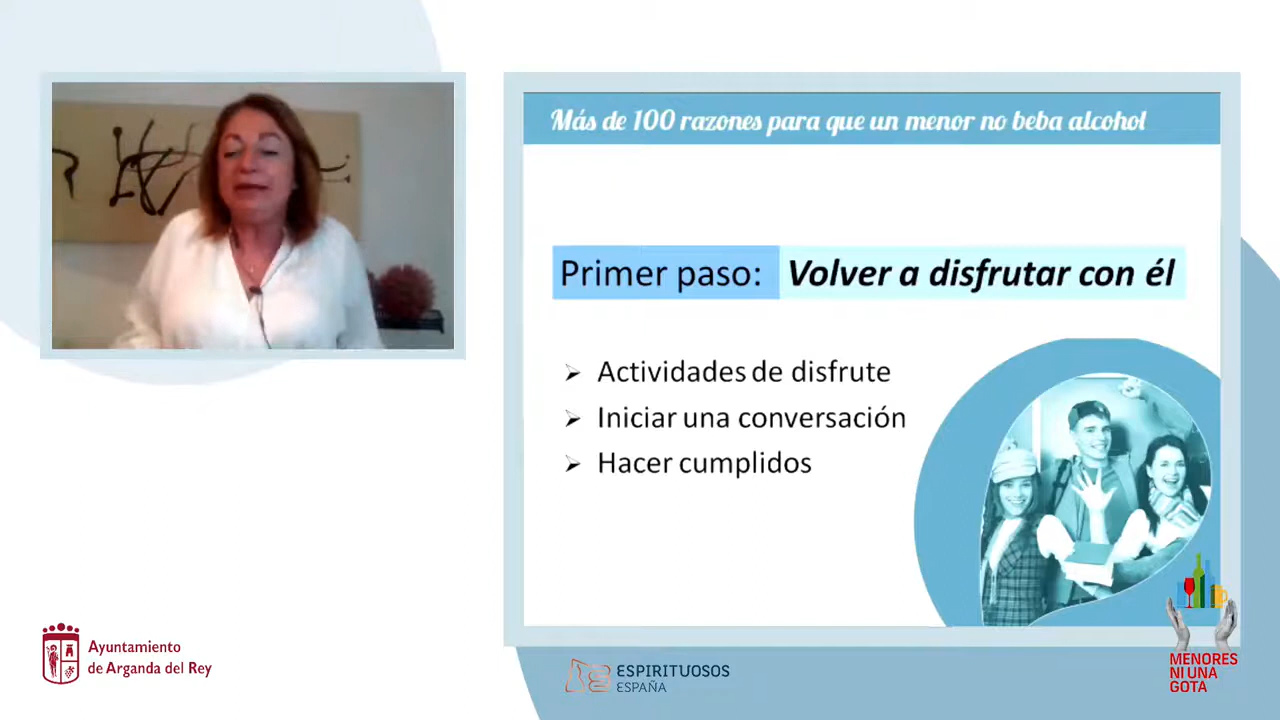 Más de 100 razones para que un menor no beba alcohol
Primer paso: Volver a disfrutar con él
Actividades de disfrute
Iniciar una conversación
Hacer cumplidos
Ayuntamiento
de Arganda del Rey
ESPIRITUOSOS
ESPAÑA
MENORES
NI UNA
GOTA